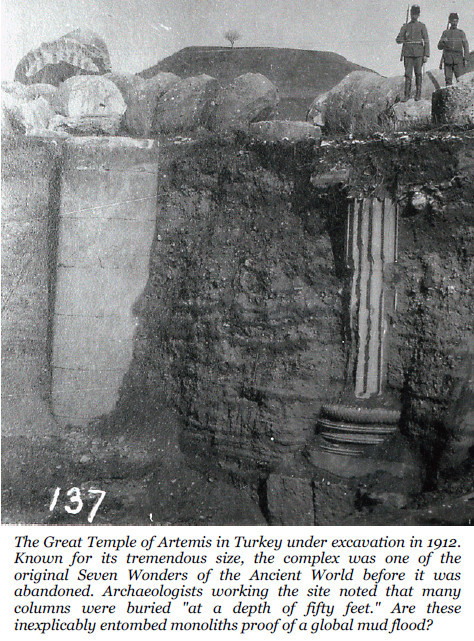 137
The Great Temple of Artemis in Turkey under excavation in 1912.
Known for its tremendous size, the complex was one of the
original Seven Wonders of the Ancient World before it was
abandoned. Archaeologists working the site noted that many
columns were buried "at a depth of fifty feet." Are these
inexplicably entombed monoliths proof of a global mud flood?